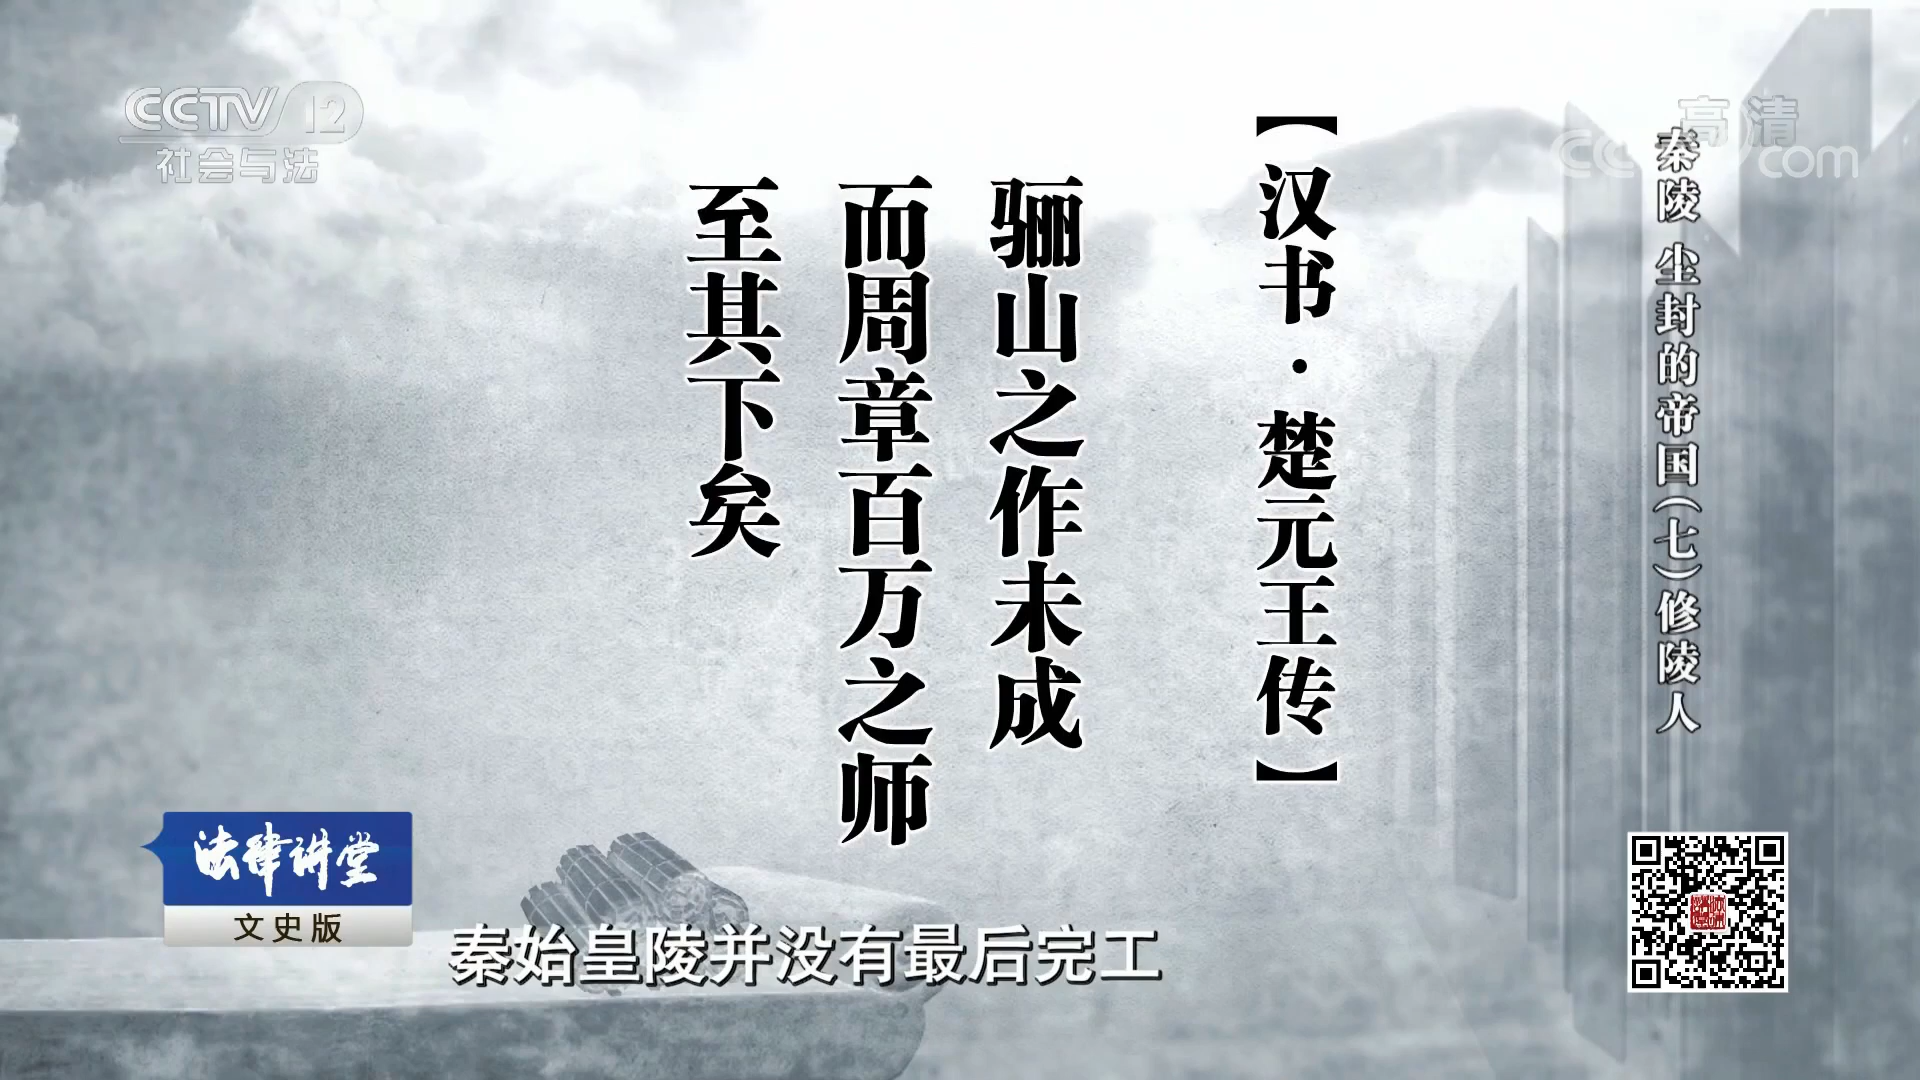 CCTV 12
社会与法
高清
CCTV.com
秦陵 尘封的帝国(七)修陵人
【汉书·楚元王传】
骊山之作未成
而周章百万之师
至其下矣
法律讲堂
文史版
秦始皇陵并没有最后完工